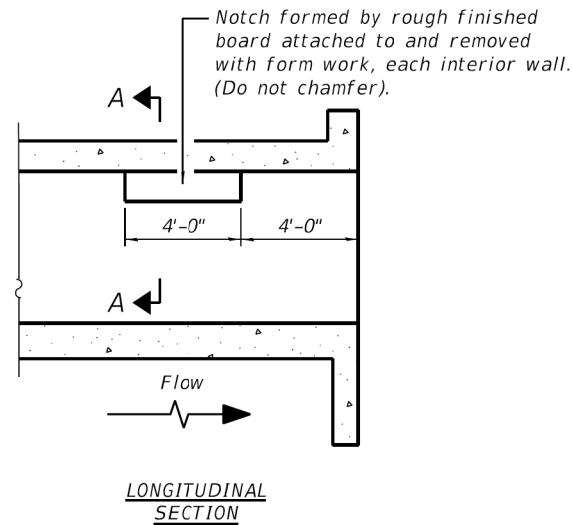 Notch formed by rough finished
board attached to and removed
with form work, each interior wall.
(Do not chamfer).
A
4'-0" 4'-0"
A
Flow
LONGITUDINAL
SECTION